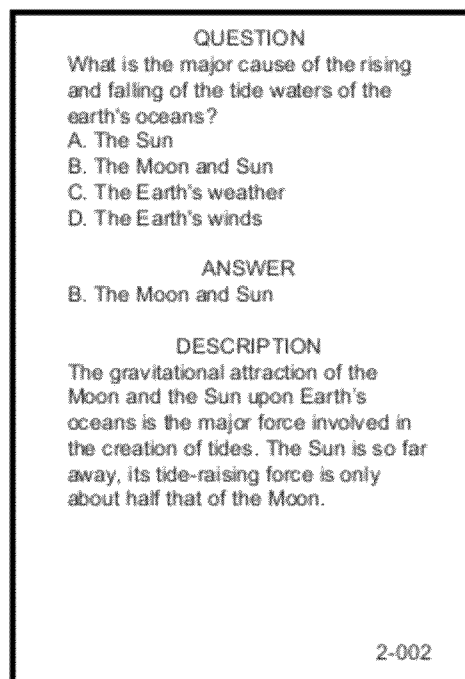 QUESTION
What is the major cause of the rising
and falling of the tide waters of the
earth's oceans?
A. The Sun
B. The Moon and Sun
C. The Earth's weather
D. The Earth's winds
ANSWER
B. The Moon and Sun
DESCRIPTION
The gravitational attraction of the
Moon and the Sun upon Earth's
oceans is the major force involved in
the creation of tides. The Sun is so far
away, its tide-raising force is only
about half that of the Moon.
2-002